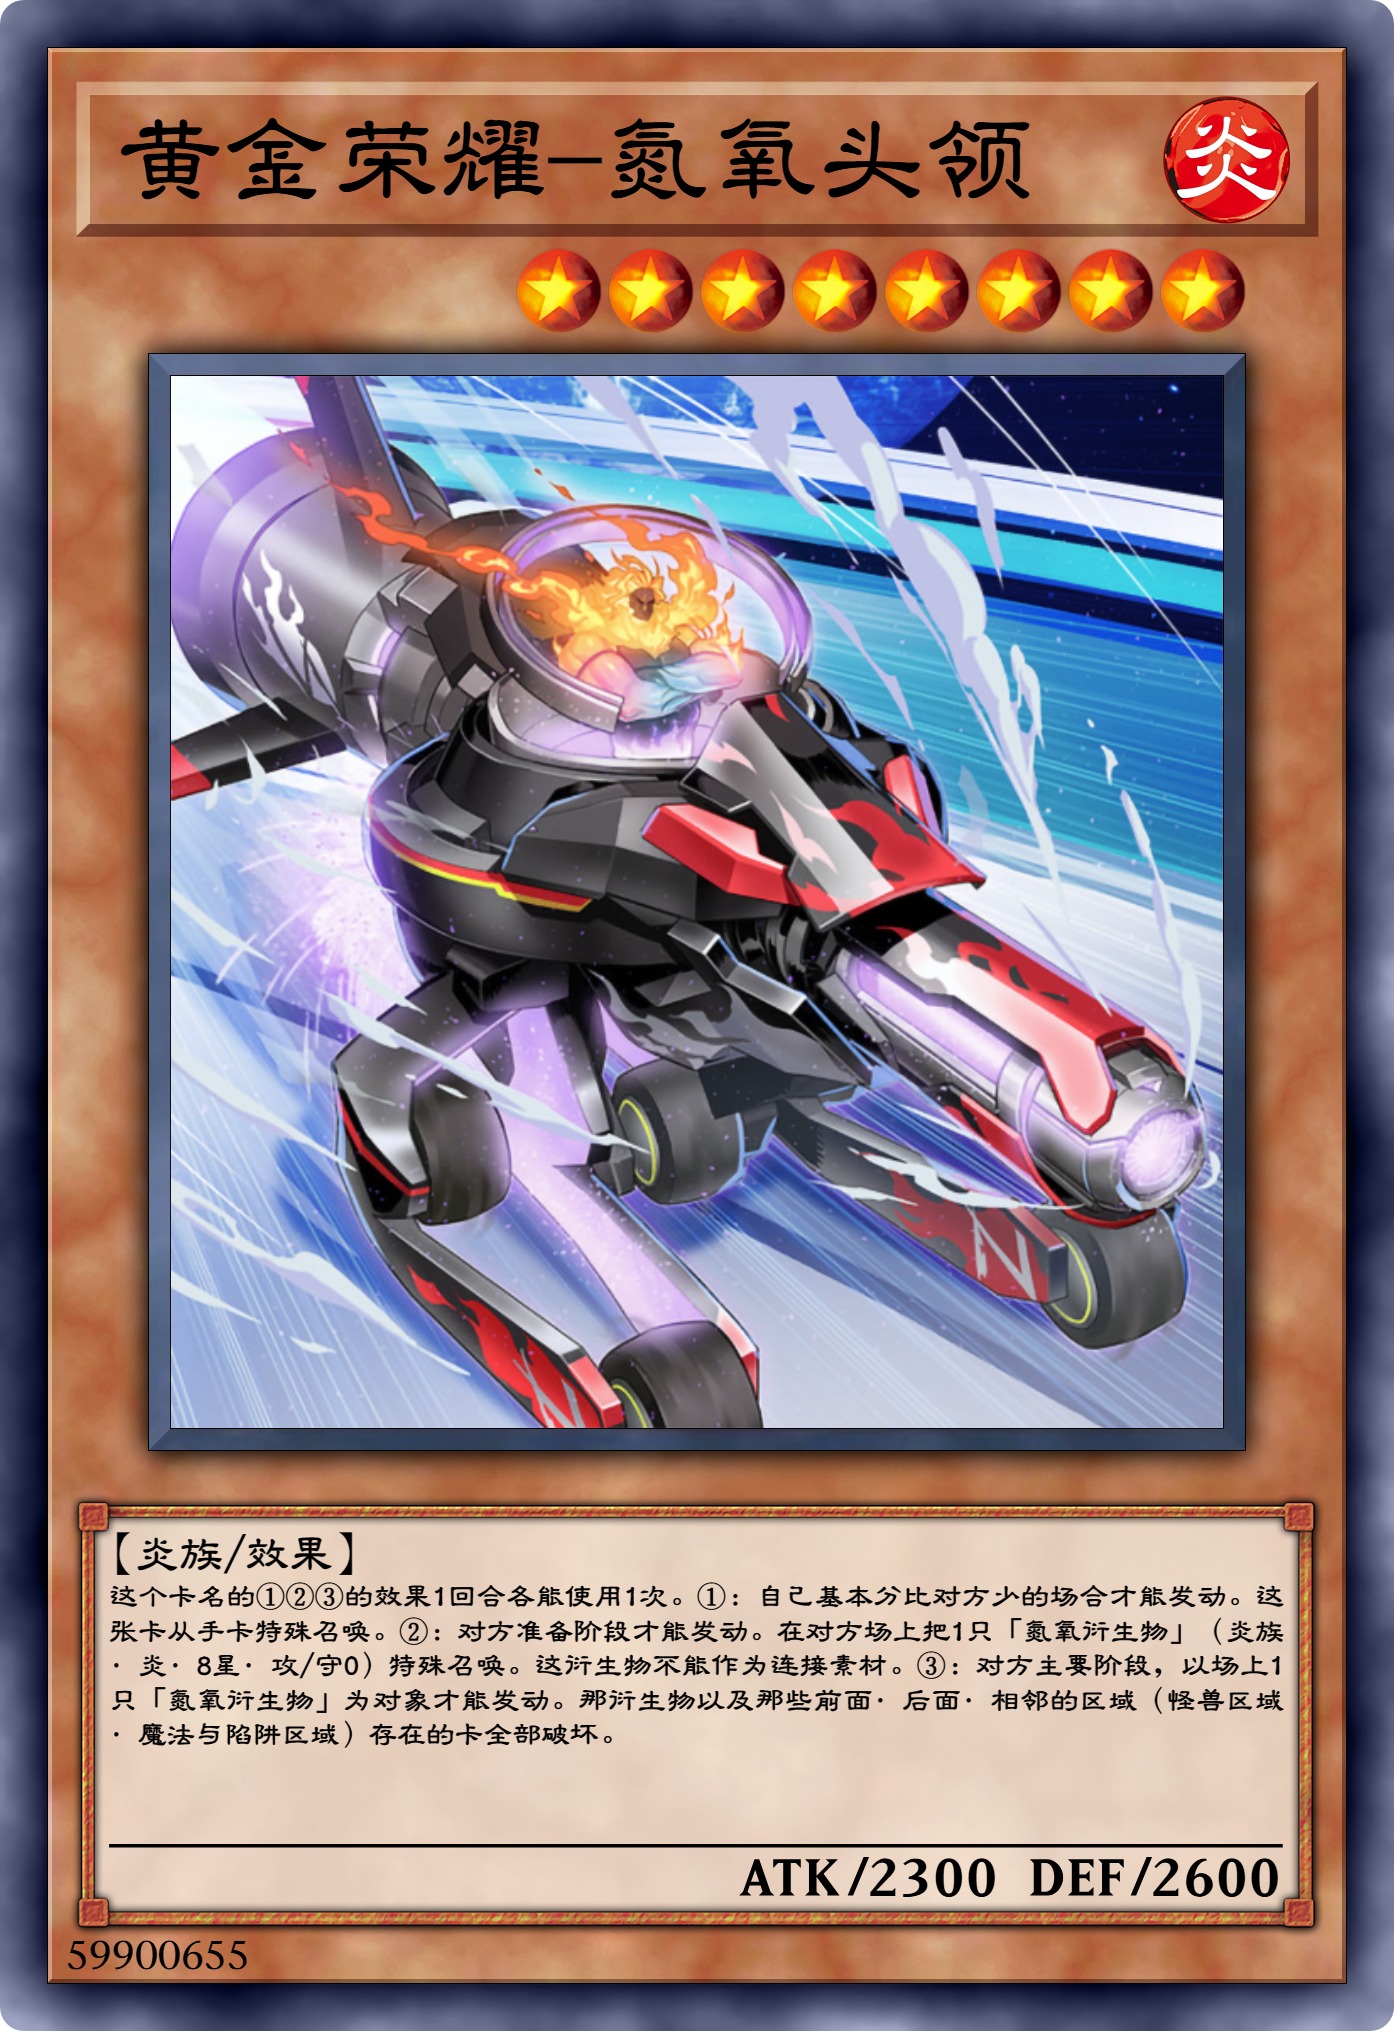 黄金荣耀-氮氧头领
炎
【炎族/效果】
这个卡名的①②③的效果1回合各能使用1次。①：自己基本分比对方少的场合才能发动。这
张卡从手卡特殊召唤。②：对方准备阶段才能发动。在对方场上把1只「氮氧衍生物」（炎族
·炎·8星·攻/守0）特殊召唤。这衍生物不能作为连接素材。③：对方主要阶段，以场上1
只「氮氧衍生物」为对象才能发动。那衍生物以及那些前面·后面·相邻的区域（怪兽区域
·魔法与陷阱区域）存在的卡全部破坏。
ATK/2300 DEF/2600
59900655